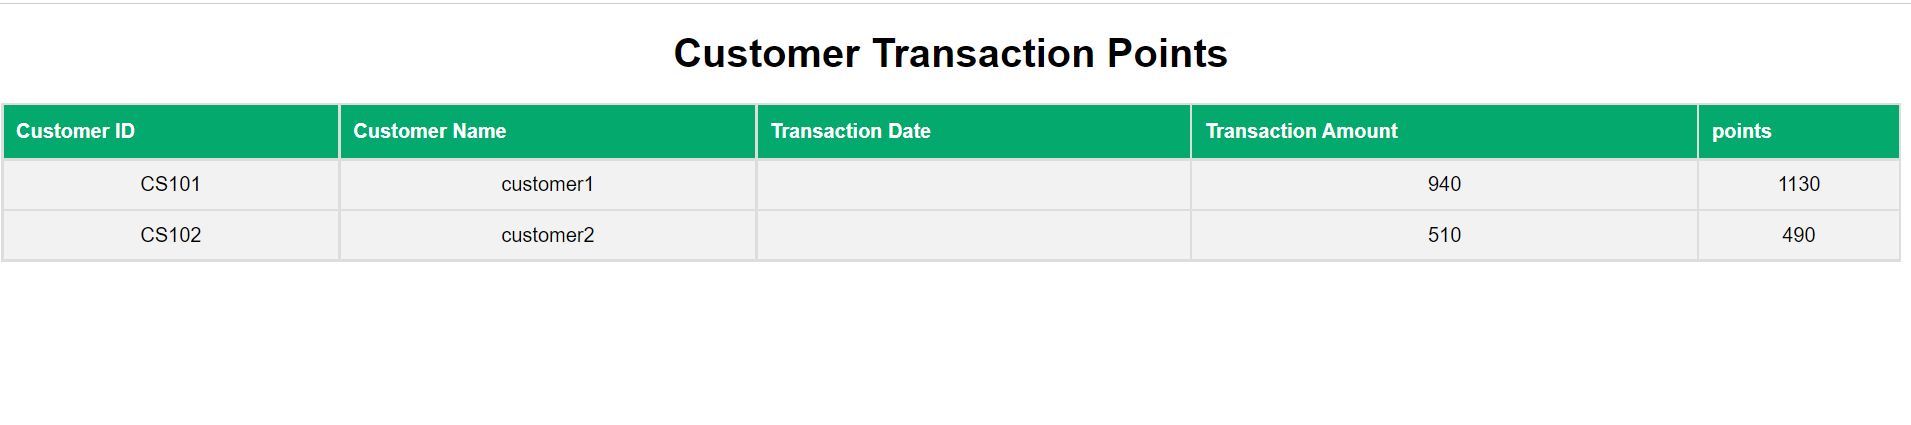 Customer Transaction Points
Customer ID Customer Name Transaction Date Transaction Amount points
CS101 customer1 940 1130
CS102 customer2 510 490